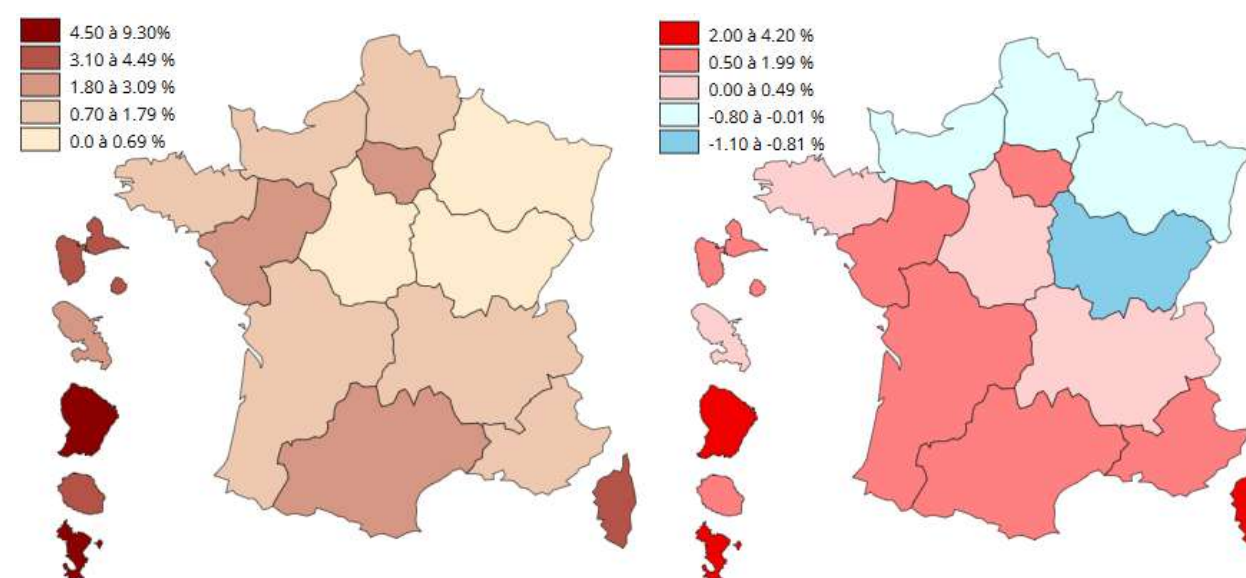 4.50 à 9.30%
3.10 à 4.49 %
1.80 à 3.09 %
0.70 à 1.79 %
0.0 à 0.69 %
2.00 à 4.20 %
0.50 à 1.99 %
0.00 à 0.49 %
-0.80 à -0.01 %
-1.10 à -0.81 %